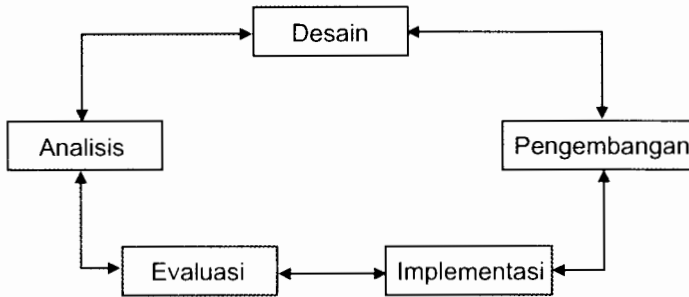 Desain
Analisis
Pengembangan
Evaluasi
Implementasi